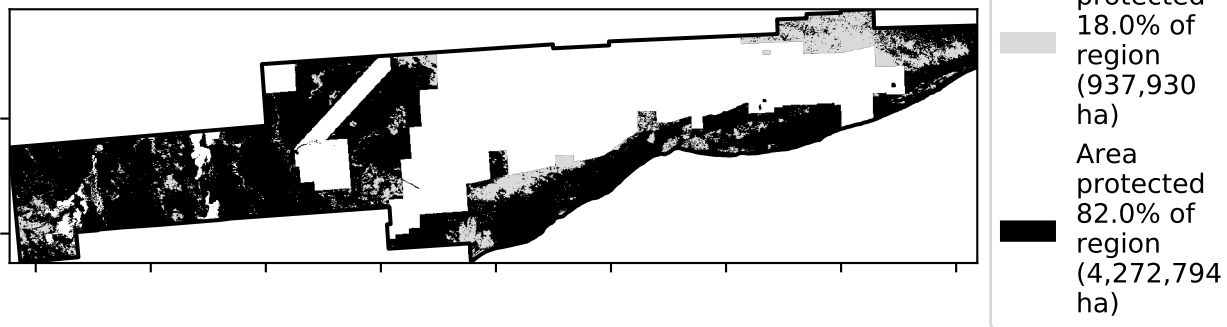 protected
18.0% of
region
(937,930
ha)
Area
protected
82.0% of
region
(4,272,794
ha)